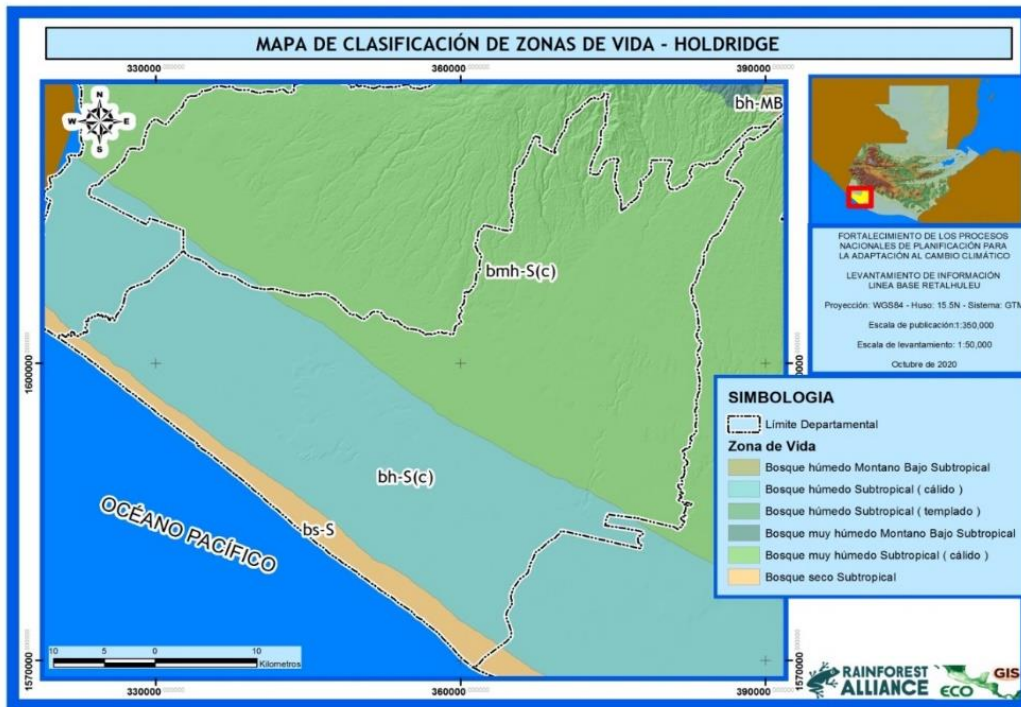 MAPA DE CLASIFICACIÓN DE ZONAS DE VIDA - HOLDRIDGE
330000
360000
390000
N
W E
S
bh-MB
bmh-S(c)
bh-S(c)
bs-S
OCÉANO PACÍFICO
1600000
1570000
10 5 0 10
Kilometros
330000
360000
390000
1570000
FORTALECIMIENTO DE LOS PROCESOS
NACIONALES DE PLANIFICACIÓN PARA
LA ADAPTACIÓN AL CAMBIO CLIMÁTICO
LEVANTAMIENTO DE INFORMACIÓN
LINEA BASE RETALHULEU
Proyección: WGS84 - Huso: 15.5N - Sistema: GTM
Escala de publicación:1:350,000
Escala de levantamiento: 1:50,000
Octubre de 2020
SIMBOLOGIA
Límite Departamental
Zona de Vida
Bosque húmedo Montano Bajo Subtropical
Bosque húmedo Subtropical ( cálido )
Bosque húmedo Subtropical ( templado )
Bosque muy húmedo Montano Bajo Subtropical
Bosque muy húmedo Subtropical ( cálido )
Bosque seco Subtropical
RAINFOREST
ALLIANCE
ECO
GIS